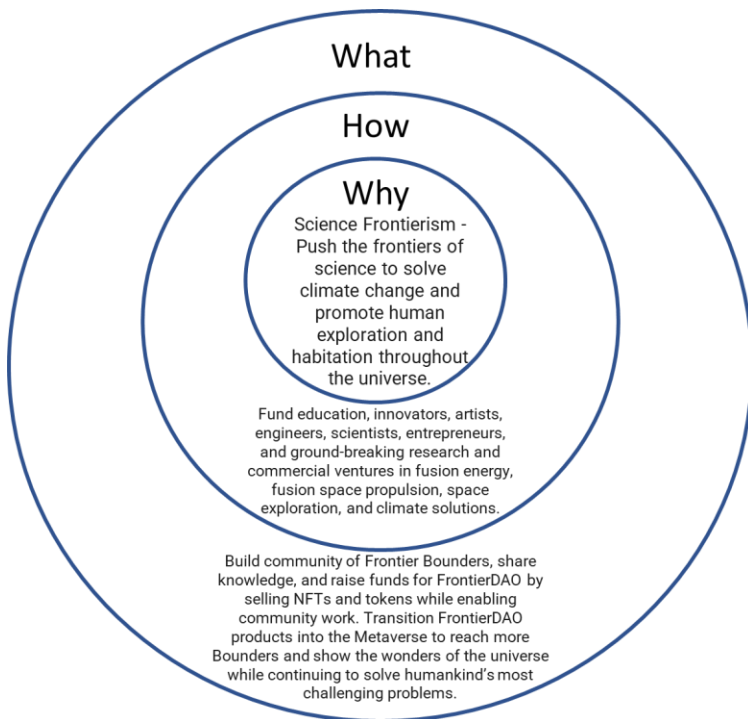 What
How
Why
Science Frontierism -
Push the frontiers of
science to solve
climate change and
promote human
exploration and
habitation throughout
the universe.
Fund education, innovators, artists,
engineers, scientists, entrepreneurs,
and ground-breaking research and
commercial ventures in fusion energy,
fusion space propulsion, space
exploration, and climate solutions.
Build community of Frontier Bounders, share
knowledge, and raise funds for FrontierDAO by
selling NFTs and tokens while enabling
community work. Transition FrontierDAO
products into the Metaverse to reach more
Bounders and show the wonders of the universe
while continuing to solve humankind's most
challenging problems.